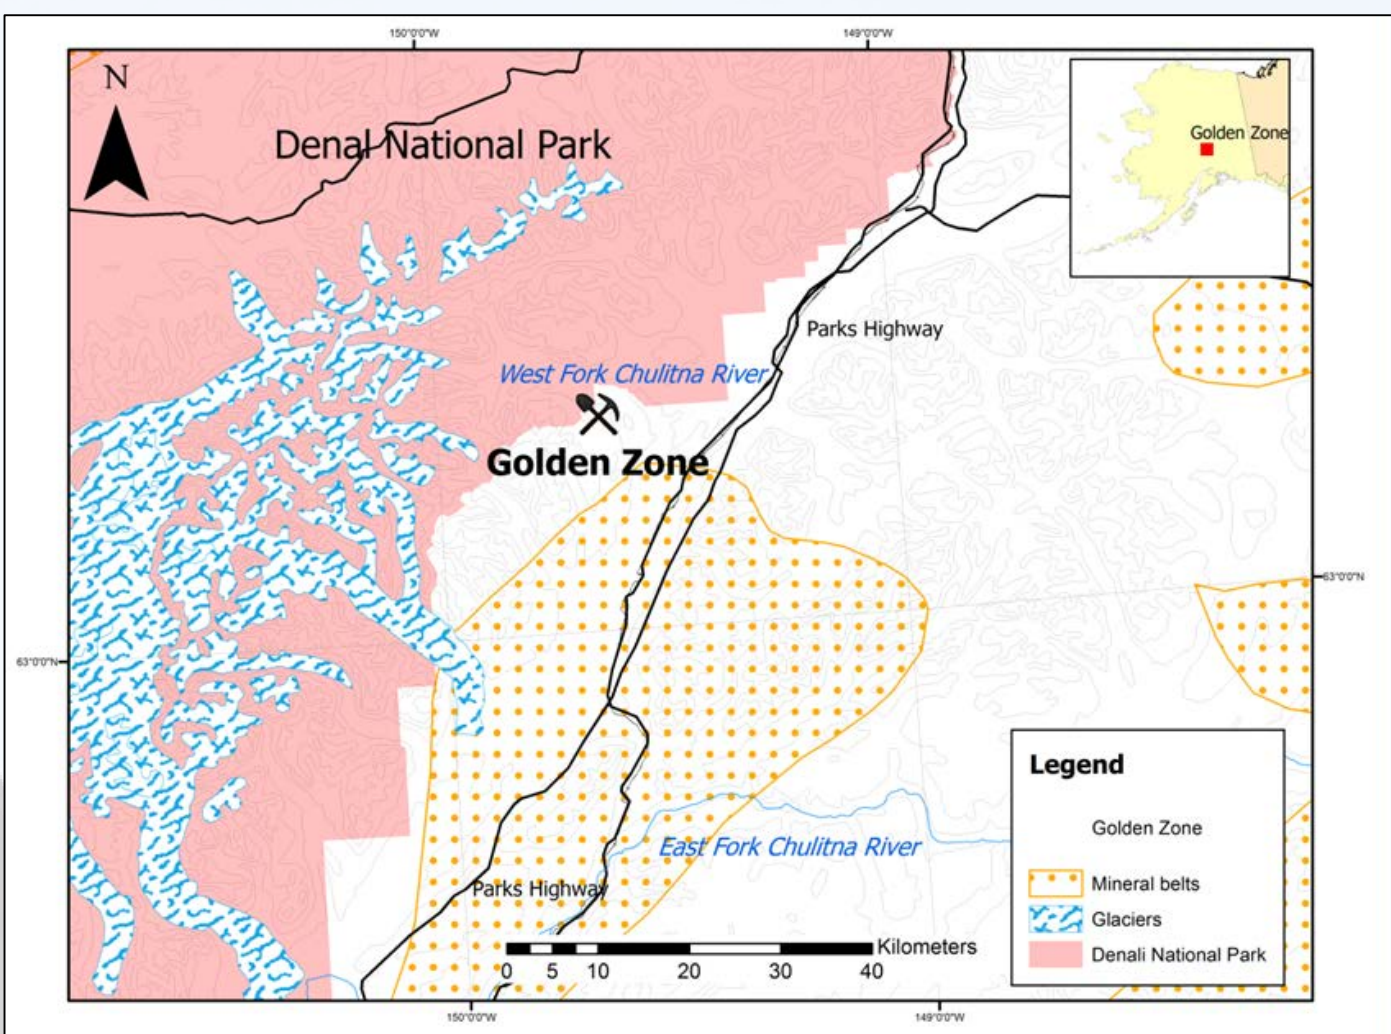 150°0'0"W
149°0'0"W
N
Denal National Park
Golden Zone
Parks Highway
West Fork Chulitna River
Golden Zone
63°0'0"N
63°0'0"N
Legend
Golden Zone
Mineral belts
Glaciers
Denali National Park
East Fork Chulitna River
Parks Highway
Kilometers
0 5 10 20 30 40
150°0'0"W
149°0'0"W